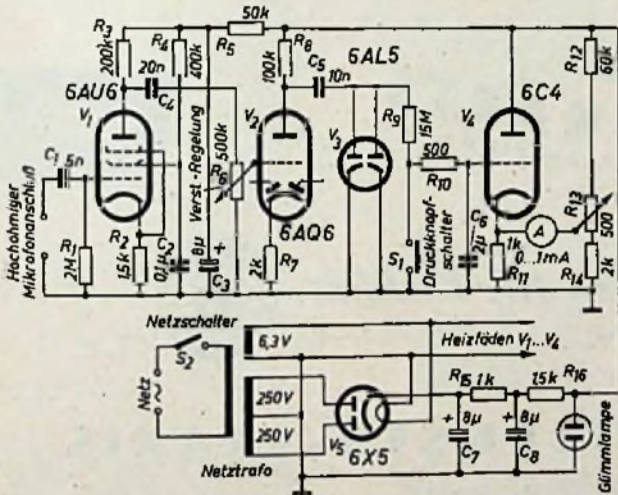 R3
200k
R4
400k
R5
50k
R8
100k
6AL5
R12
60k
6AU6
20n
C4
C5
10n
6C4
V1
V2
V3
R9
15M
V4
C1
5n
500k
R6
Verst.-Regelung
500
R10
R13
500
Hochohmiger
Mikrofonanschluß
R1
2M
R2
1,5k
C2
0,1µ
8µ
+
C3
6AQ6
2k
R7
S1
Druckknopf-
schalter
C6
2µ
A
1k
0...1mA
R11
R14
2k
Netzschalter
S2
6,3V
Heizfäden V1...V4
Netz
~
250V
250V
Netztrafo
V5
6X5
R15
1k
1,5k
R16
+
8µ
C7
+
8µ
C8
Glimmlampe